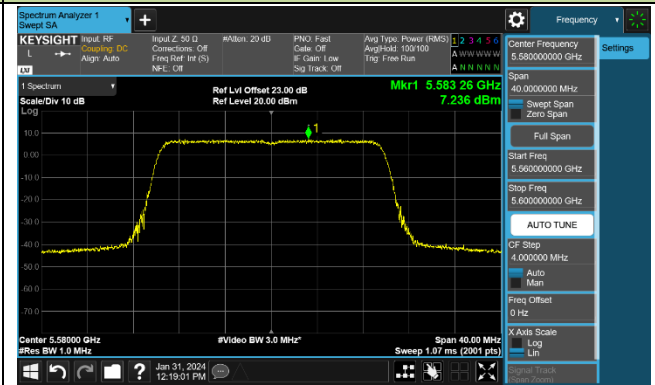 Spectrum Analyzer 1
Swept SA
Frequency
KEYSIGHT
Input: RF
Coupling: DC
Align: Auto
Input Z: 50 Ω
Corrections: Off
Freq Ref: Int (S)
NFE: Off
#Atten: 20 dB
PNO: Fast
Gate: Off
IF Gain: Low
Sig Track: Off
Avg Type: Power (RMS)
Avg|Hold: 100/100
Trig: Free Run
1 2 3 4 5 6
A W W W W W
A N N N N N
L
LXI
1 Spectrum
Scale/Div 10 dB
Log
Ref Lvl Offset 23.00 dB
Ref Level 20.00 dBm
Mkr1 5.583 26 GHz
7.236 dBm
1
10.0
0.00
-10.0
-20.0
-30.0
-40.0
-50.0
-60.0
-70.0
Center 5.58000 GHz
#Res BW 1.0 MHz
#Video BW 3.0 MHz*
Span 40.00 MHz
Sweep 1.07 ms (2001 pts)
Center Frequency
5.580000000 GHz
Settings
Span
40.0000000 MHz
Swept Span
Zero Span
Full Span
Start Freq
5.560000000 GHz
Stop Freq
5.600000000 GHz
AUTO TUNE
CF Step
4.000000 MHz
Auto
Man
Freq Offset
0 Hz
X Axis Scale
Log
Lin
Signal Track
(Span Zoom)
Jan 31, 2024
12:19:01 PM